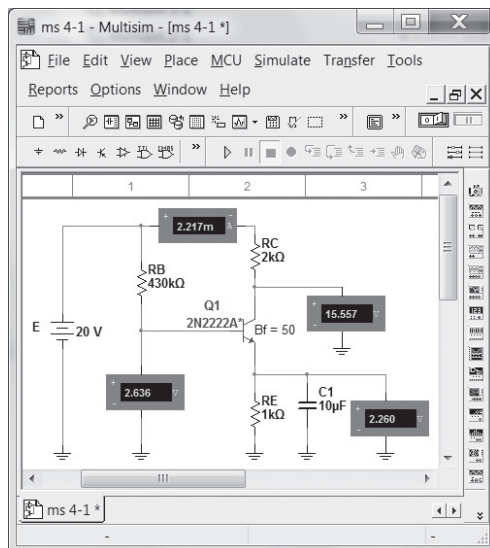 ms 4-1 - Multisim - [ms 4-1 *]
File Edit View Place MCU Simulate Transfer Tools
Reports Options Window Help
1 2 3
2.217m A
RC
2kΩ
RB
430kΩ
Q1
2N2222A*
Bf = 50
15.557 V
E
20 V
2.636 V
RE
1kΩ
C1
10μF
2.260 V
ms 4-1 *